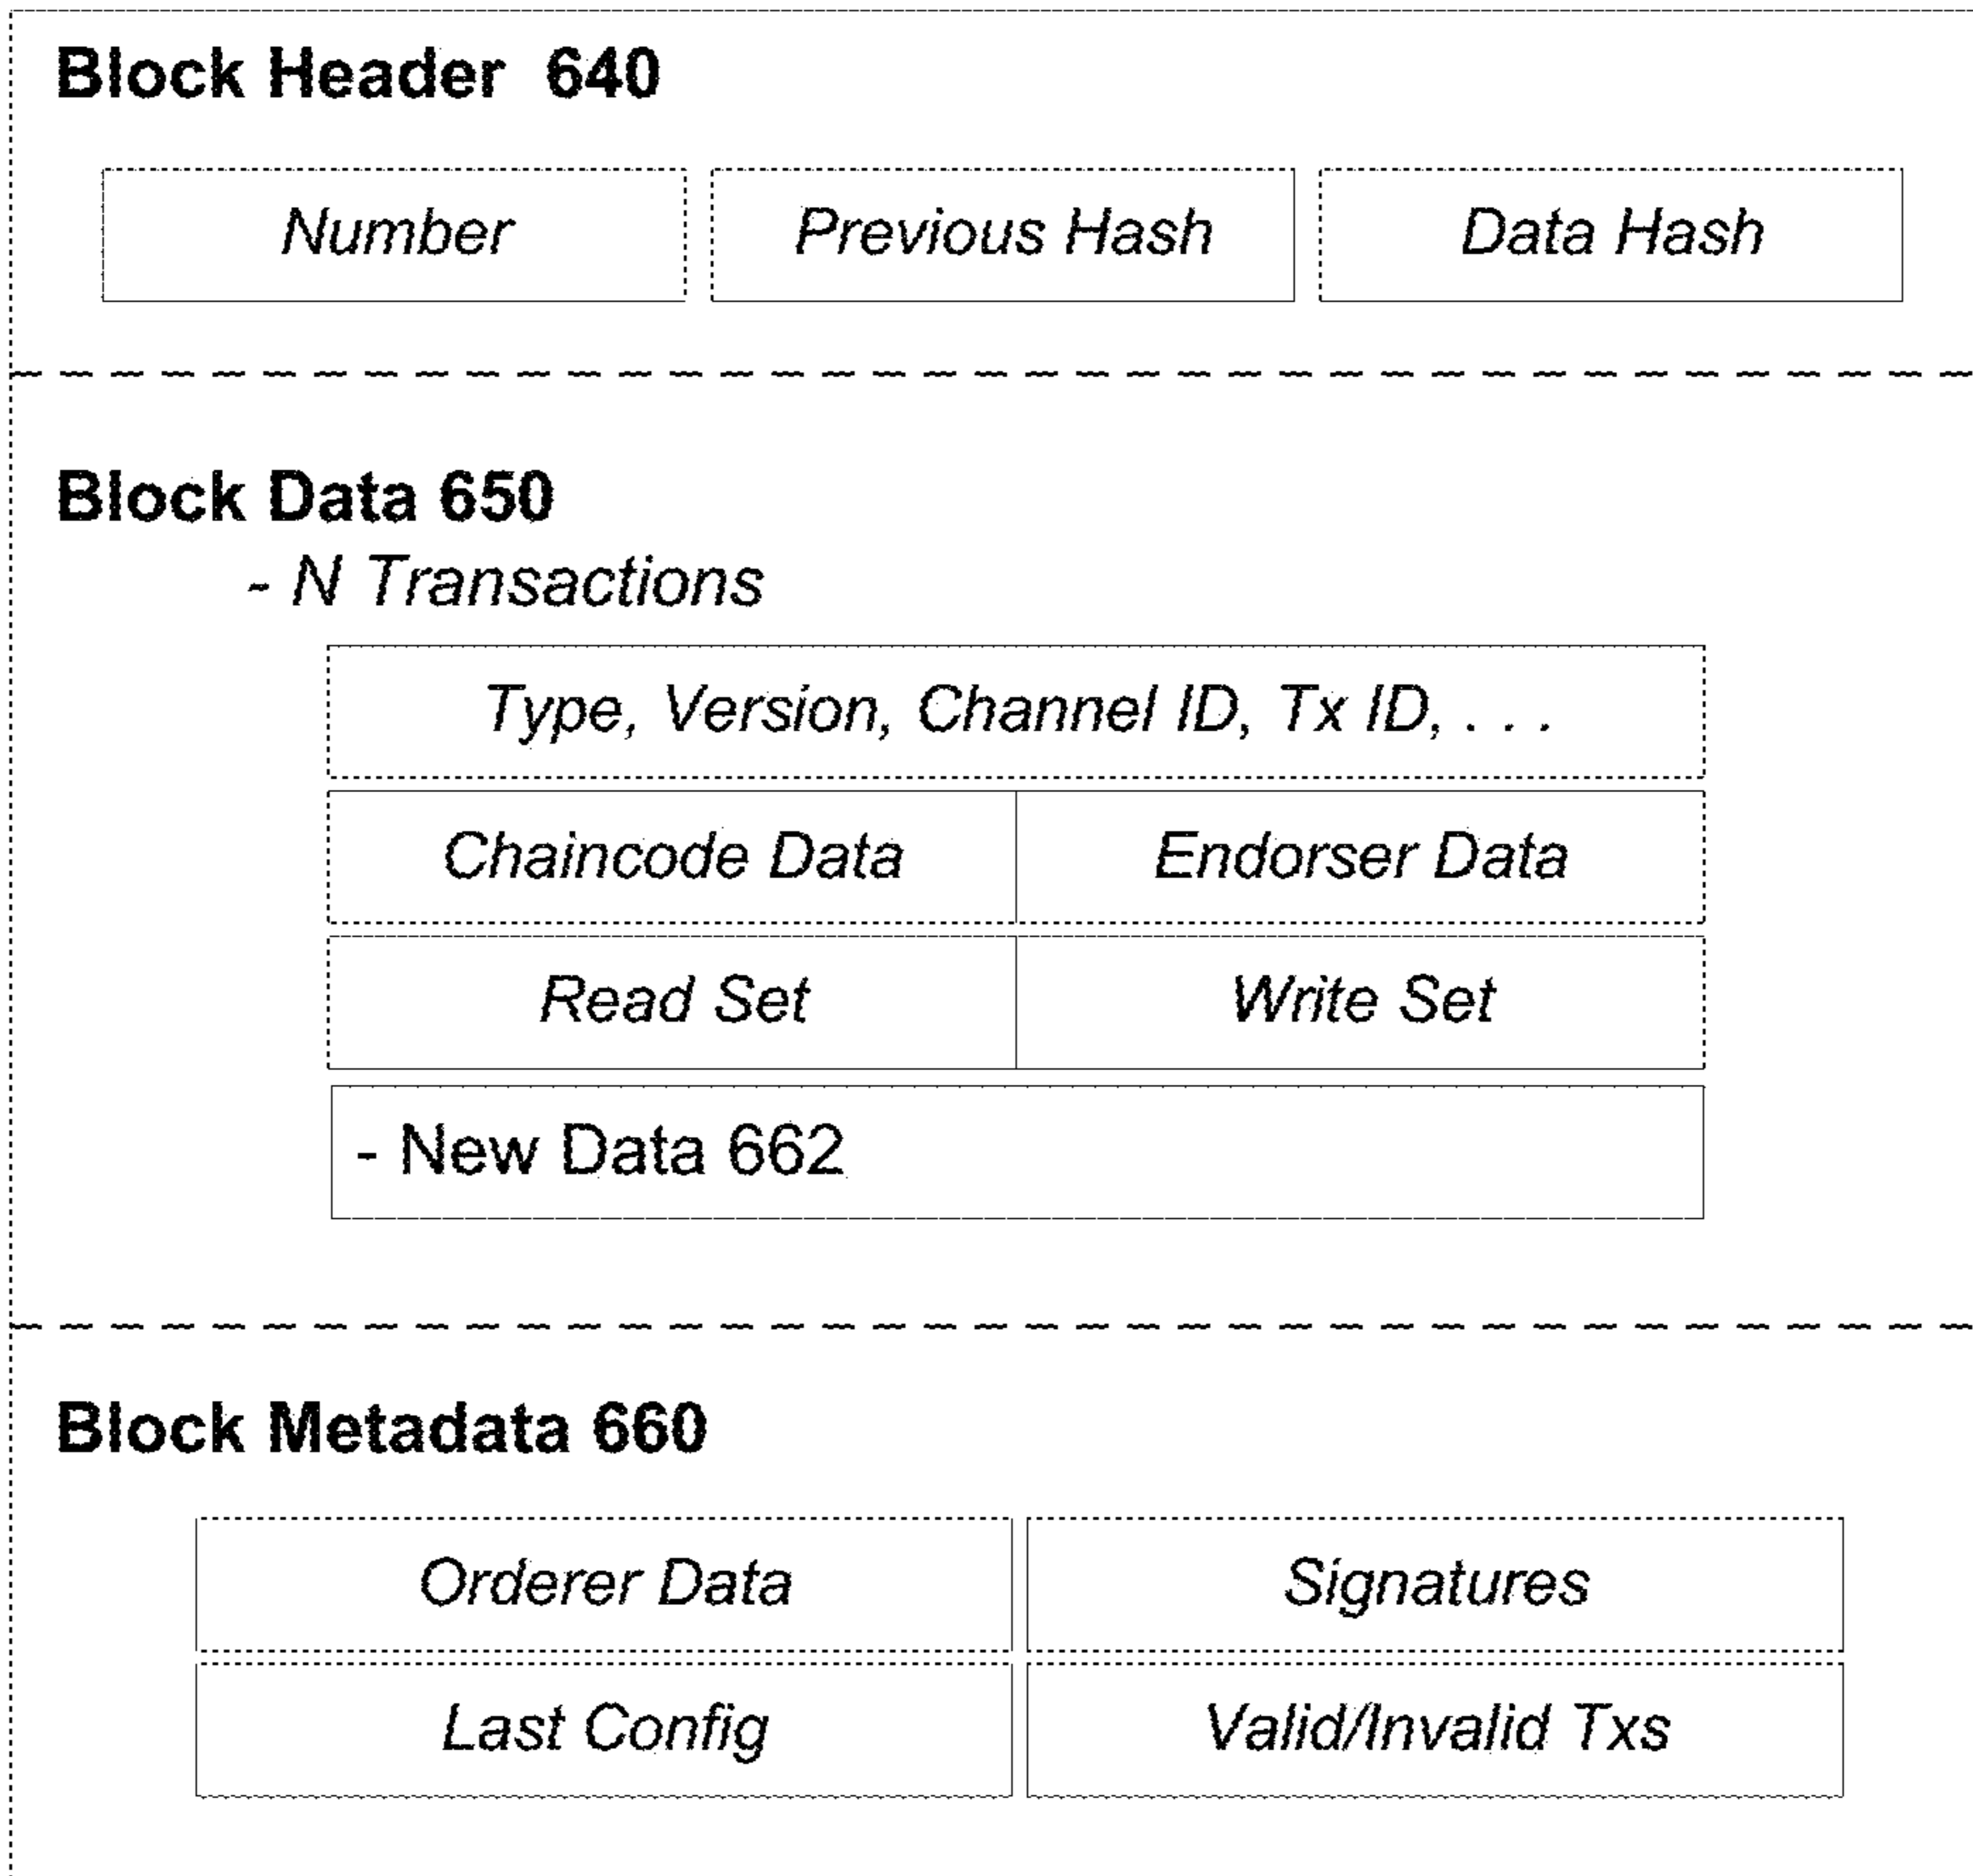 Block Header 640
Number Previous Hash Data Hash
Block Data 650
- N Transactions
Type, Version, Channel ID, Tx ID, . . .
Chaincode Data Endorser Data
Read Set Write Set
- New Data 662
Block Metadata 660
Orderer Data Signatures
Last Config Valid/Invalid Txs